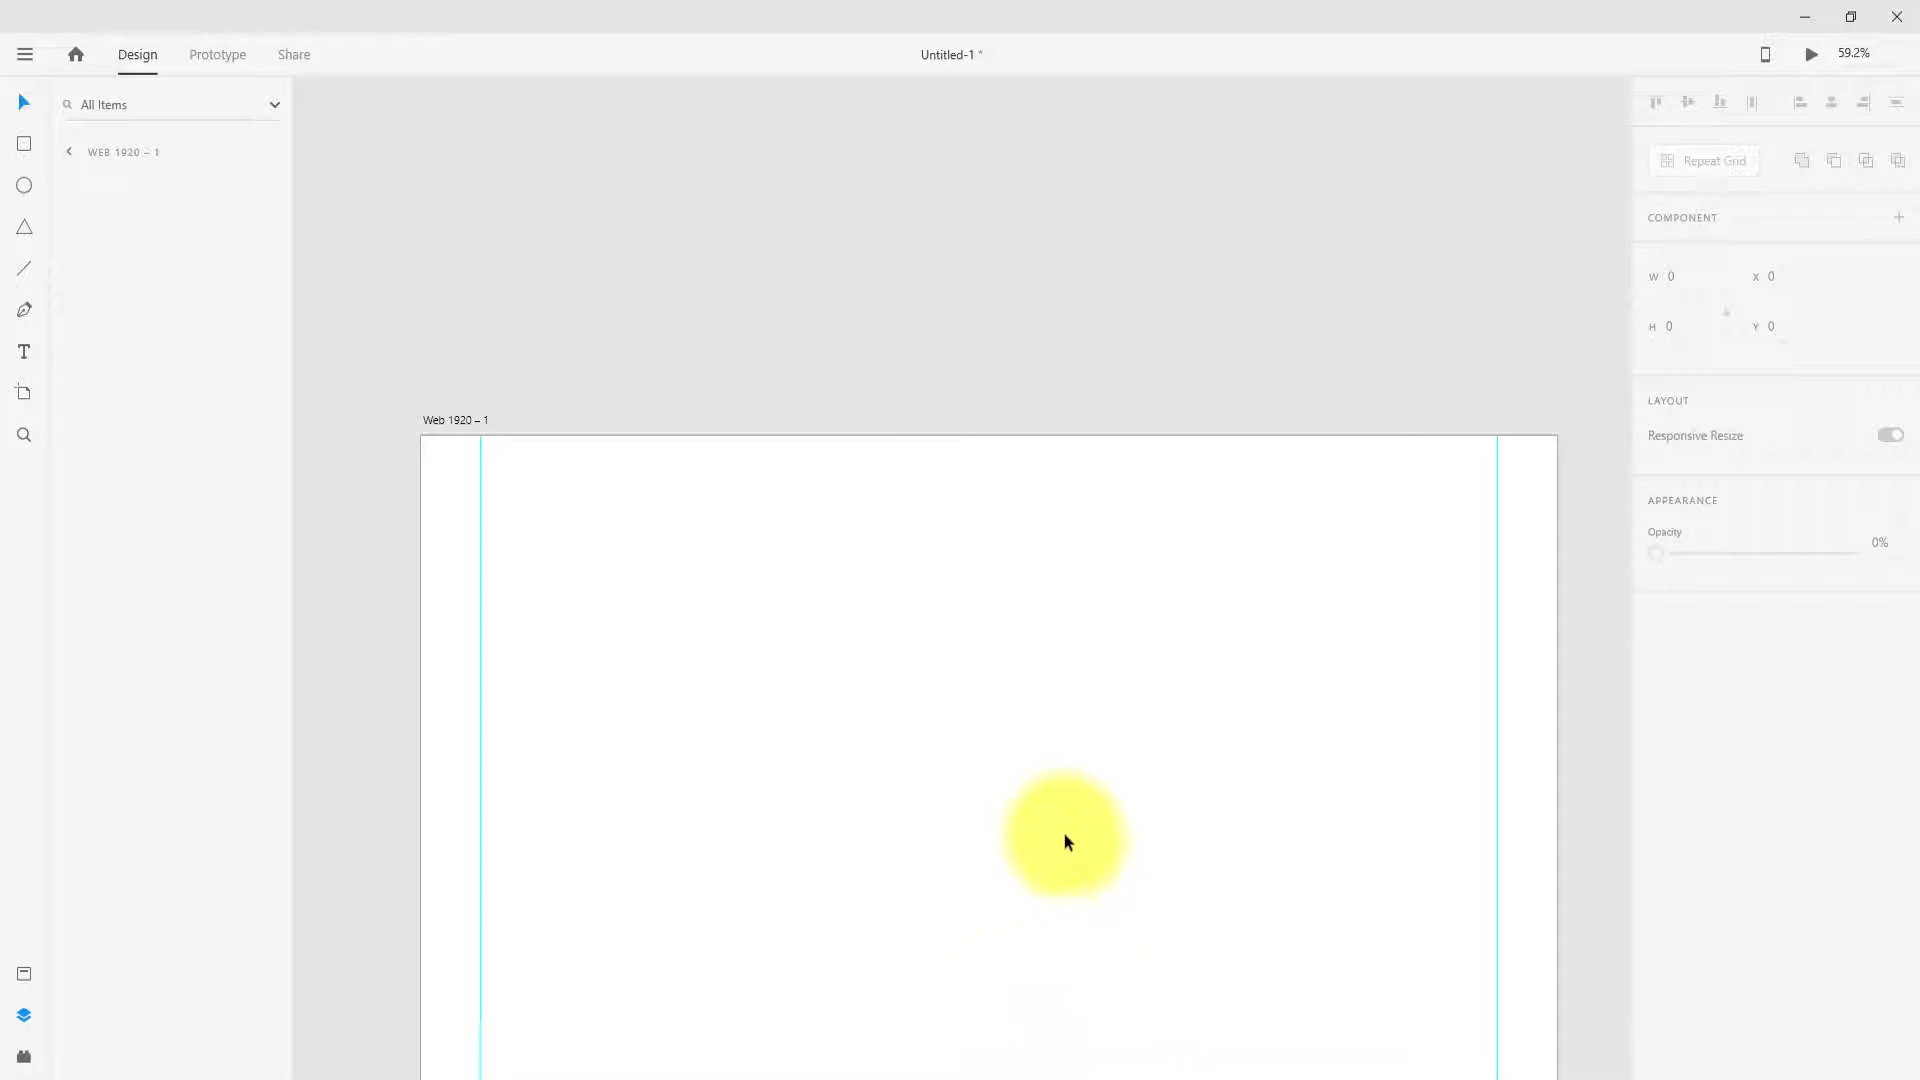 Design Prototype Share Untitled-1 * 59.2%
All Items
WEB 1920 – 1
Repeat Grid
COMPONENT
W 0 X 0
H 0 Y 0
LAYOUT
Web 1920 – 1
Responsive Resize
APPEARANCE
Opacity
0%